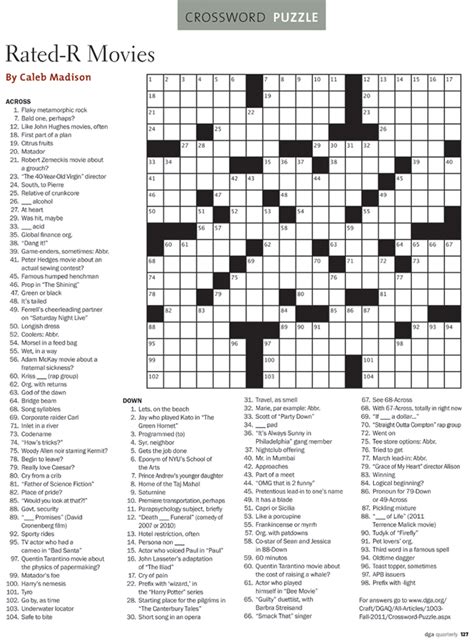 CROSSWORD PUZZLE
Rated-R Movies
By Caleb Madison
ACROSS
1. Flaky metamorphic rock
7. Bald one, perhaps?
12. Like John Hughes movies, often
18. First part of a plan
19. Citrus fruits
20. Matador
21. Robert Zemeckis movie about
a grouch?
23. "The 40-Year-Old Virgin" director
24. South, to Pierre
25. Relative of crunkcore
26. ___ alcohol
27. At heart
29. Was hit, maybe
33. ___ acid
35. Global finance org.
38. "Dang it!"
39. Game-enders, sometimes: Abbr.
41. Peter Hedges movie about an
actual sewing contest?
45. Famous humped henchman
46. Prop in "The Shining"
47. Green or black
48. It's tailed
49. Ferrell's cheerleading partner
on "Saturday Night Live"
50. Longish dress
52. Coolers: Abbr.
54. Morsel in a feed bag
55. Wet, in a way
56. Adam McKay movie about a
fraternal sickness?
60. Kriss ___ (rap group)
62. Org. with returns
63. God of the dawn
64. Bridge beam
68. Song syllables
69. Corporate raider Carl
71. Inlet in a river
73. Codename
74. "How's Tricks?"
75. Woody Allen noir starring Kermit?
78. Begin to leave?
79. Really love Caesar?
80. Cry from a crib
81. "Father of Science Fiction"
82. Place of pride?
85. "Would you look at that?!"
88. Govt. security
89. "___ Promises" (David
Cronenberg film)
92. Sporty rides
95. TV actor who had a
cameo in "Bad Santa"
97. Quentin Tarantino movie about
the physics of papermaking?
99. Matador's foe
100. Harry's nemesis
101. Tyro
102. Safe go by, as time
103. Underwater locator
104. Safe to bite
DOWN
1. Lets, on the beach
2. Jay who played Kato in "The
Green Hornet"
3. Programmed (to)
4. Syr. neighbor
5. Gets the job done
6. Eponym of NYU's School of
the Arts
7. Prince Andrew's younger daughter
8. Home of the Taj Mahal
9. Saturnine
10. Premiere transportation, perhaps
11. Parapsychology subject, briefly
12. "Death ___ Funeral" (comedy of
2007 or 2010)
13. Hotel restriction, often
14. Persona non ___
15. Actor who voiced Paul in "Paul"
16. John Lasseter's adaptation
of "The Iliad"
17. Cry of pain
22. Prefix with 'wizard,' in
the "Harry Potter" series
28. Starting location for the pilgrims in
"The Canterbury Tales"
30. Natural balm
31. Travel, as smell
32. Marie, par example: Abbr.
33. Scott of "Party Down"
34. ___ pad
36. "It's Always Sunny in
Philadelphia" gang member
37. Nightclub offering
40. Mr. in Mumbai
42. Approaches
43. Part of a meet
44. "OMG that is 2 funny"
45. Pretentious lead-in to one's name
49. It has a black box
51. Capri or Sicilia
53. Like a porcupine
55. Frankincense or myrrh
57. Org. with patdowns
58. Co-star of Sean and Jessica
in 88-Down
59. 60 minutes
60. Quentin Tarantino movie about
the cost of raising a whale?
61. Actor who played
himself in "Bee Movie"
65. "Guilty" duettist, with
Barbra Streisand
66. "Smack That" singer
67. See 68-Across
68. With 67-Across, totally in right now
69. "If ___ a dollar..."
70. "Straight Outta Compton" rap group
72. Went on
75. Tee store options: Abbr.
76. Tried to get
77. March lead-in: Abbr.
79. "Grace of My Heart" director Allison
83. Whining
84. Logical beginning?
86. Pronoun for 79-Down
or 49-Across
87. Pickling mixture
88. "___ of Life" (2011
Terrence Malick movie)
90. Tudyk of "Firefly"
91. Pet lovers' org.
93. Third word in a famous spell
94. Oldtime dagger
96. Toast topper, sometimes
97. APB issuers
98. Prefix with -light
For answers go to www.dga.org/
Craft/DGAQ/All-Articles/1003-
Fall-2011/Crossword-Puzzle.aspx
dga quarterly 127